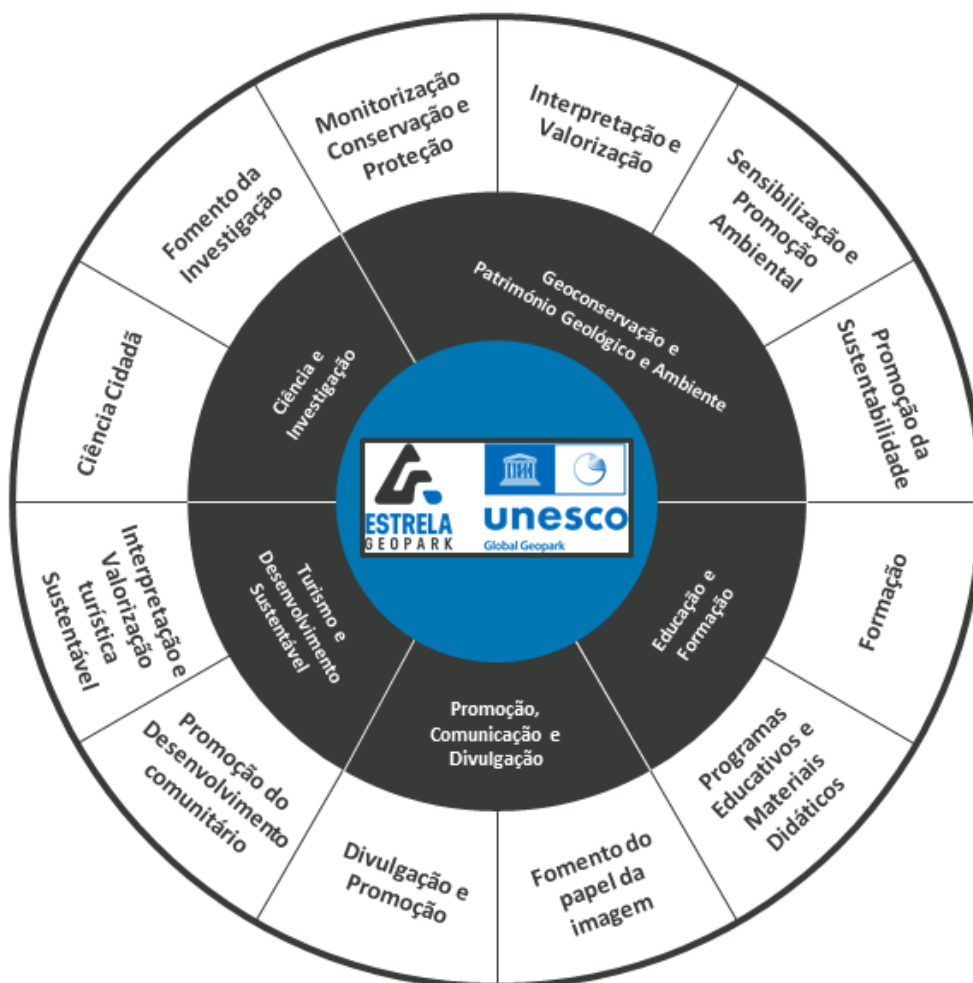 Monitorização
Conservação e
Proteção
Interpretação e
Valorização
Sensibilização e
Promoção
Ambiental
Promoção da
Sustentabilidade
Formação
Programas
Educativos e
Materiais
Didáticos
Fomento do
papel da
imagem
Divulgação e
Promoção
Promoção do
Desenvolvimento
comunitário
Interpretação e
Valorização
turística
Sustentável
Ciência Cidadã
Fomento da
Investigação
Geoconservação e
Património Geológico e Ambiente
Educação e
Formação
Promoção,
Comunicação e
Divulgação
Turismo e
Desenvolvimento
Sustentável
Ciência e
Investigação
ESTRELA
GEOPARK
unesco
Global Geopark